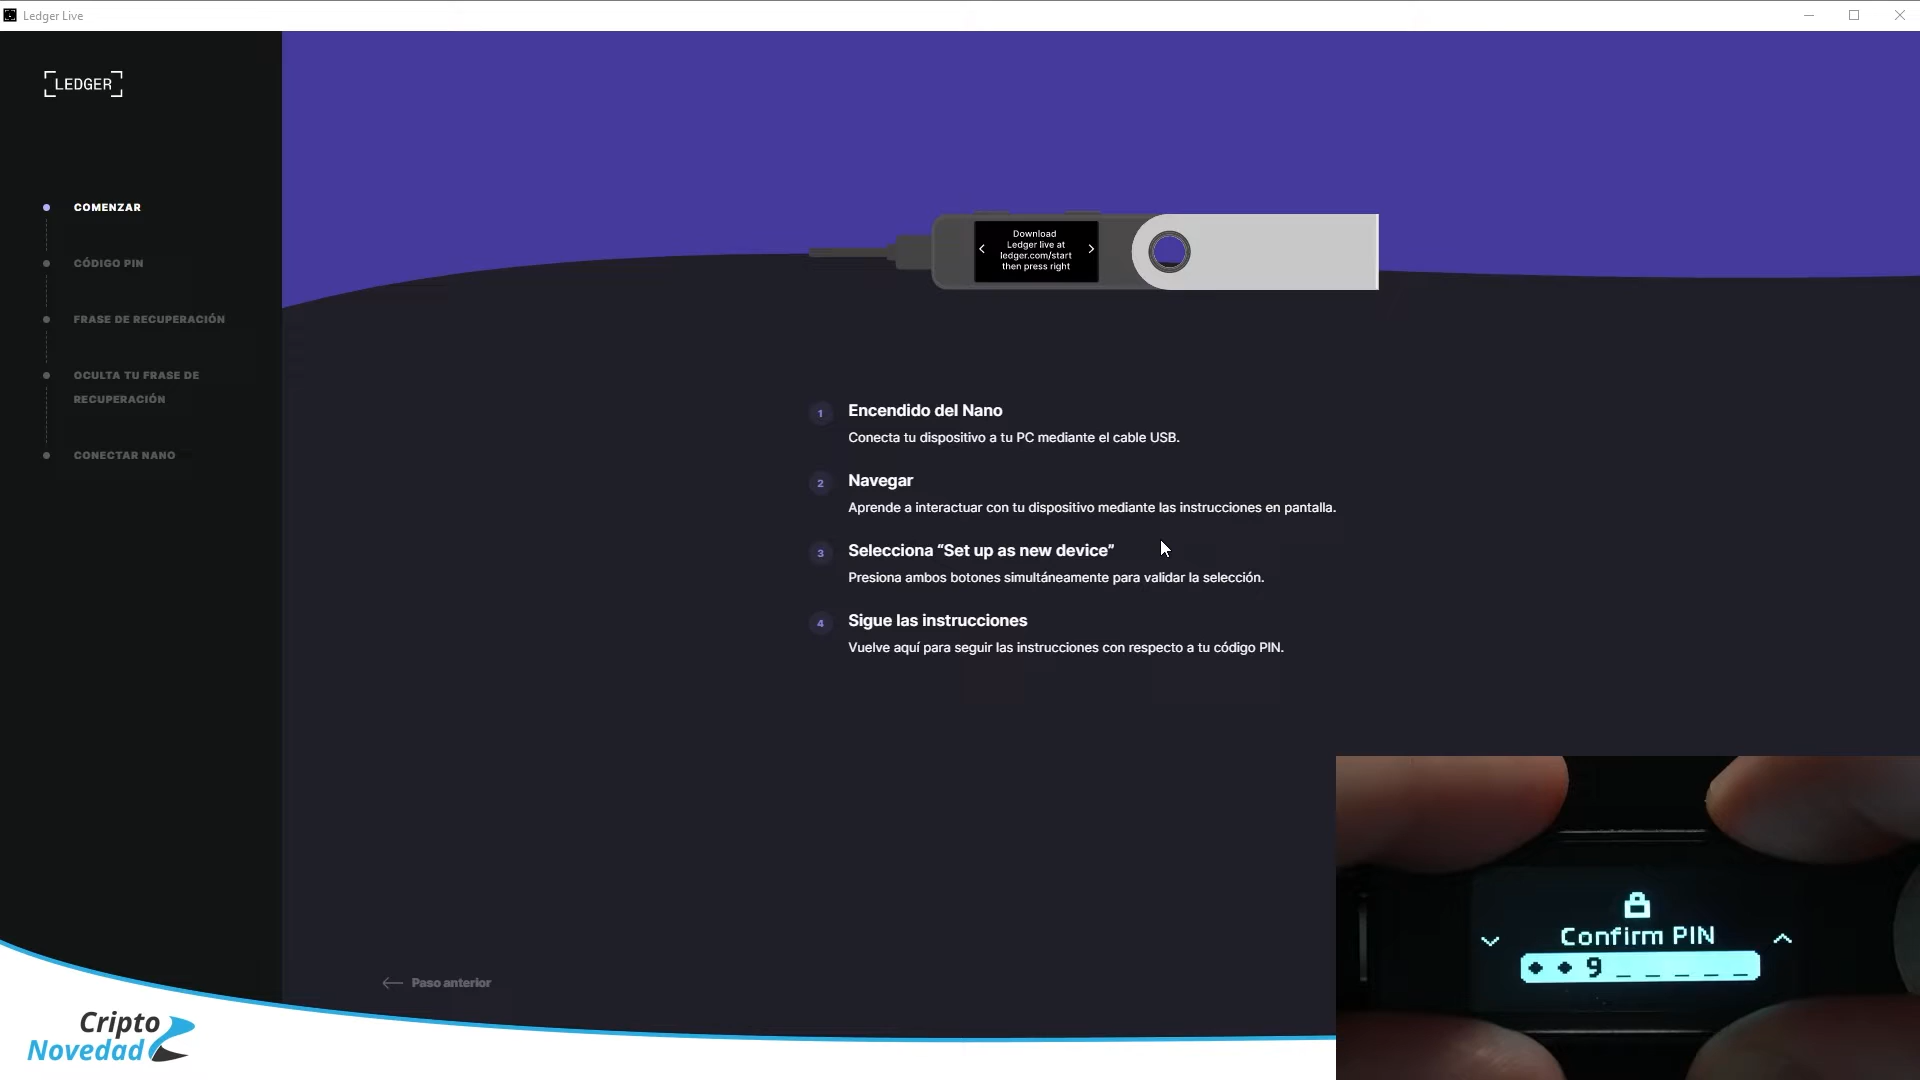 Ledger Live
LEDGER
COMENZAR
CÓDIGO PIN
FRASE DE RECUPERACIÓN
OCULTA TU FRASE DE
RECUPERACIÓN
CONECTAR NANO
Download
Ledger live at
ledger.com/start
then press right
1
Encendido del Nano
Conecta tu dispositivo a tu PC mediante el cable USB.
2
Navegar
Aprende a interactuar con tu dispositivo mediante las instrucciones en pantalla.
3
Selecciona “Set up as new device”
Presiona ambos botones simultáneamente para validar la selección.
4
Sigue las instrucciones
Vuelve aquí para seguir las instrucciones con respecto a tu código PIN.
Paso anterior
Confirm PIN
9 _ _ _ _ _
Cripto
Novedad